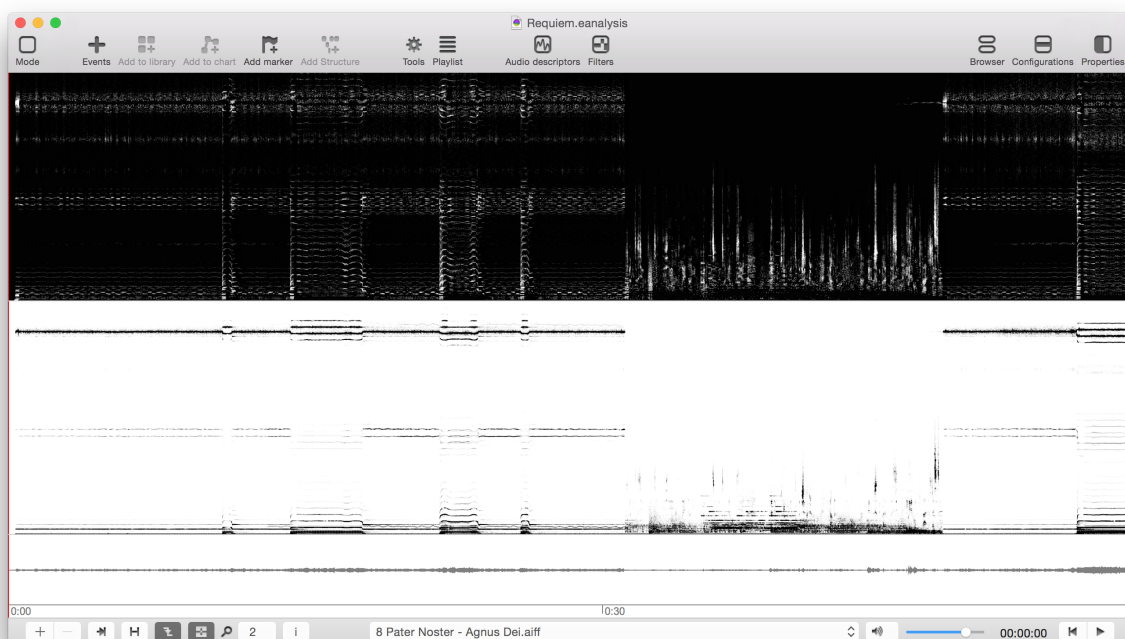 Requiem.eanalysis
Mode Events Add to library Add to chart Add marker Add Structure Tools Playlist Audio descriptors Filters Browser Configurations Properties
0:00 0:30
2 i 8 Pater Noster - Agnus Dei.aiff 00:00:00